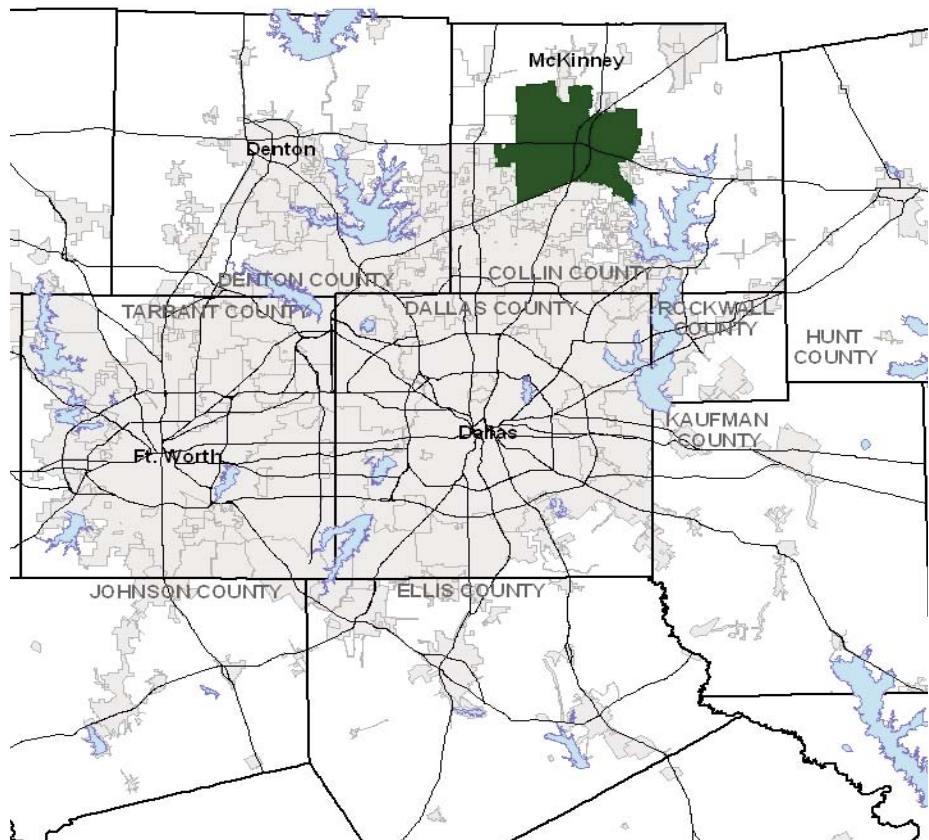 McKinney
Denton
DENTON COUNTY
COLLIN COUNTY
TARRANT COUNTY
DALLAS COUNTY
ROCKWALL
COUNTY
HUNT
COUNTY
KAUFMAN
COUNTY
Dallas
Ft. Worth
JOHNSON COUNTY
ELLIS COUNTY